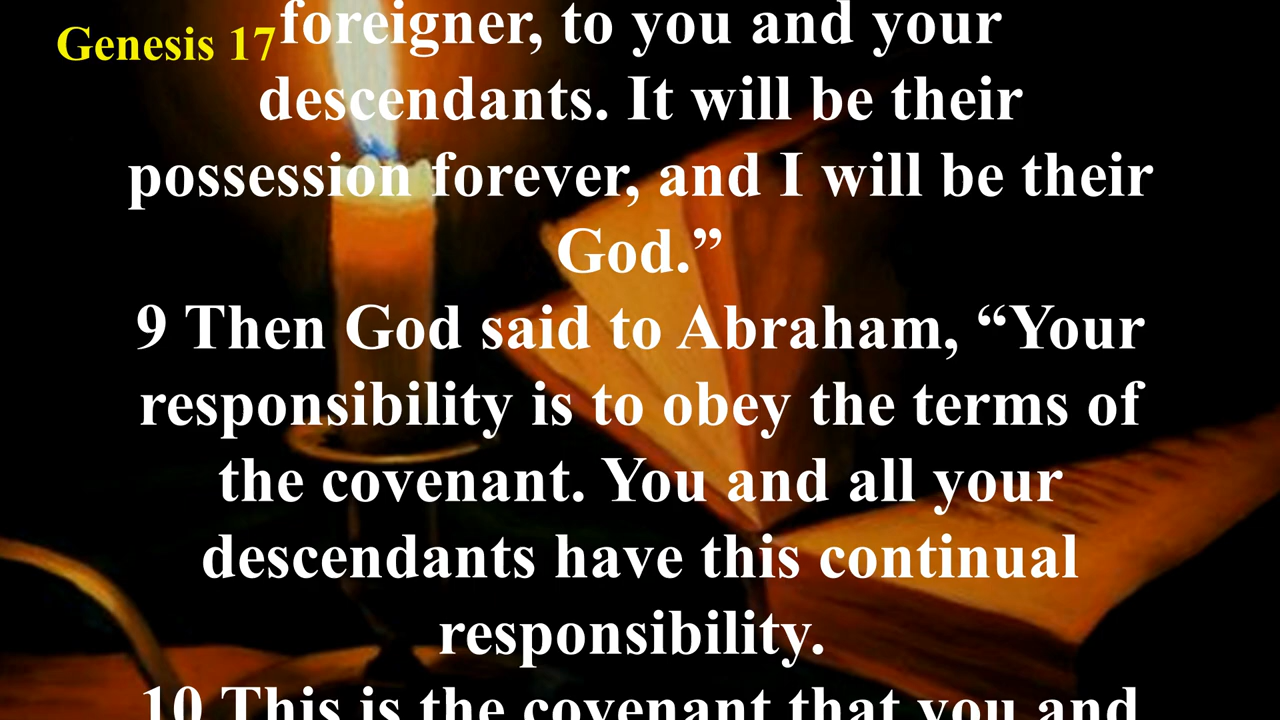 Genesis 17
foreigner, to you and your
descendants. It will be their
possession forever, and I will be their
God.”
9 Then God said to Abraham, “Your
responsibility is to obey the terms of
the covenant. You and all your
descendants have this continual
responsibility.
10 This is the covenant that you and